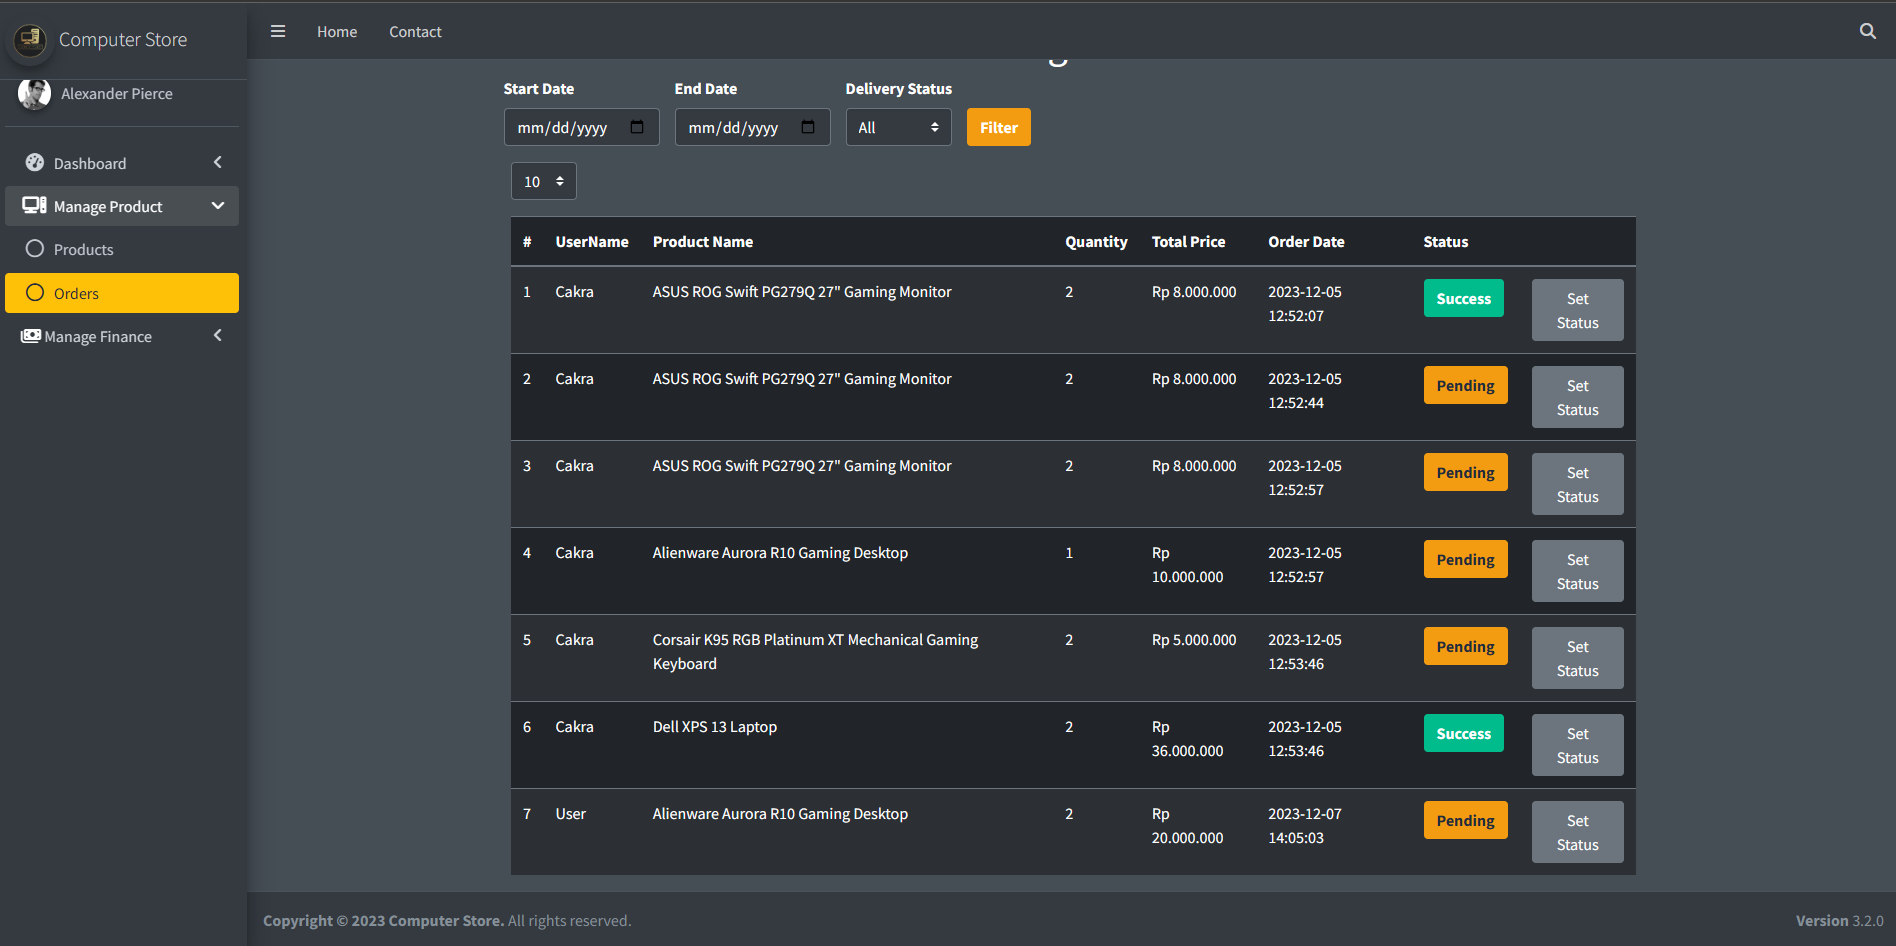 Computer Store
Home
Contact
Alexander Pierce
Dashboard
Manage Product
Products
Orders
Manage Finance
Start Date
End Date
Delivery Status
mm/dd/yyyy
mm/dd/yyyy
All
Filter
10
# UserName Product Name Quantity Total Price Order Date Status
1 Cakra ASUS ROG Swift PG279Q 27" Gaming Monitor 2 Rp 8.000.000 2023-12-05 Success Set
12:52:07 Status
2 Cakra ASUS ROG Swift PG279Q 27" Gaming Monitor 2 Rp 8.000.000 2023-12-05 Pending Set
12:52:44 Status
3 Cakra ASUS ROG Swift PG279Q 27" Gaming Monitor 2 Rp 8.000.000 2023-12-05 Pending Set
12:52:57 Status
4 Cakra Alienware Aurora R10 Gaming Desktop 1 Rp 2023-12-05 Pending Set
10.000.000 12:52:57 Status
5 Cakra Corsair K95 RGB Platinum XT Mechanical Gaming 2 Rp 5.000.000 2023-12-05 Pending Set
Keyboard 12:53:46 Status
6 Cakra Dell XPS 13 Laptop 2 Rp 2023-12-05 Success Set
36.000.000 12:53:46 Status
7 User Alienware Aurora R10 Gaming Desktop 2 Rp 2023-12-07 Pending Set
20.000.000 14:05:03 Status
Copyright © 2023 Computer Store. All rights reserved.
Version 3.2.0